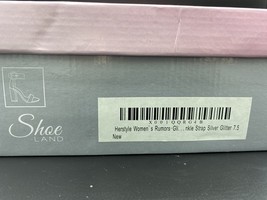 Shoe
LAND
Herstyle Women's Rumors-Gli... nkle Strap Silver Glitter 7.5
New